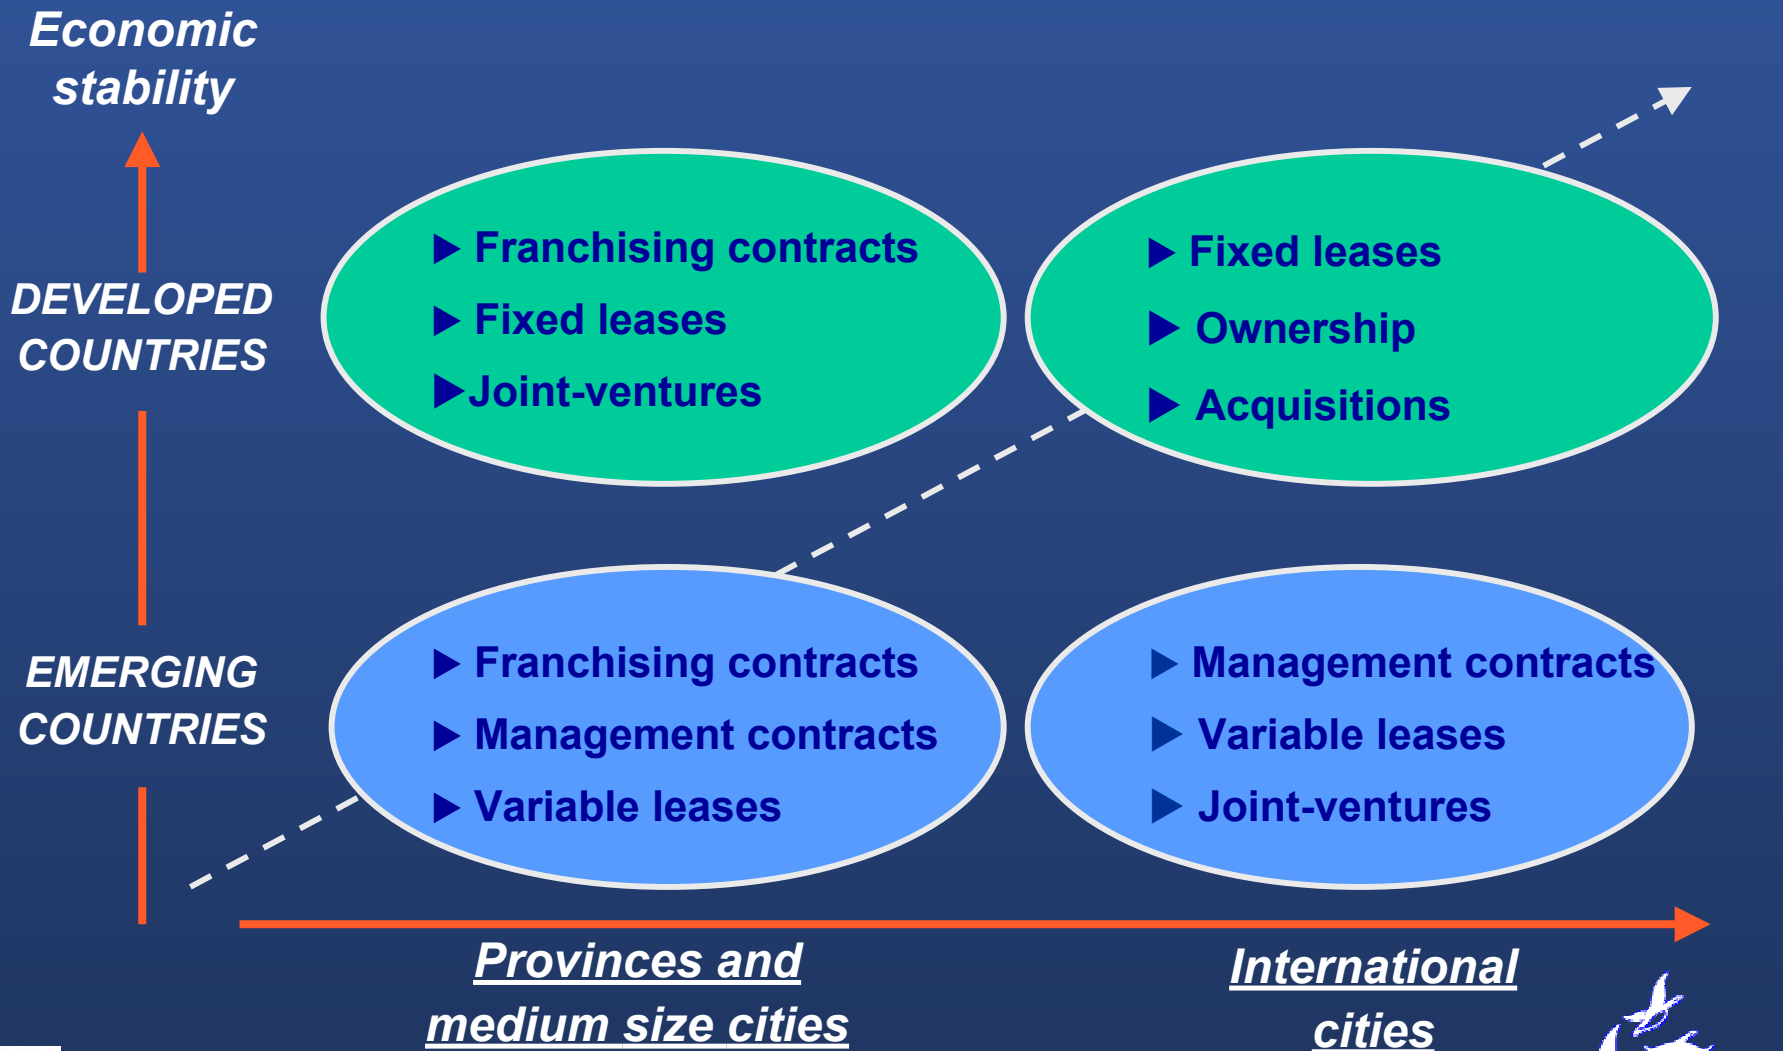 Economic
stability
DEVELOPED
COUNTRIES
Franchising contracts
Fixed leases
Joint-ventures
Fixed leases
Ownership
Acquisitions
EMERGING
COUNTRIES
Franchising contracts
Management contracts
Variable leases
Management contracts
Variable leases
Joint-ventures
Provinces and
medium size cities
International
cities